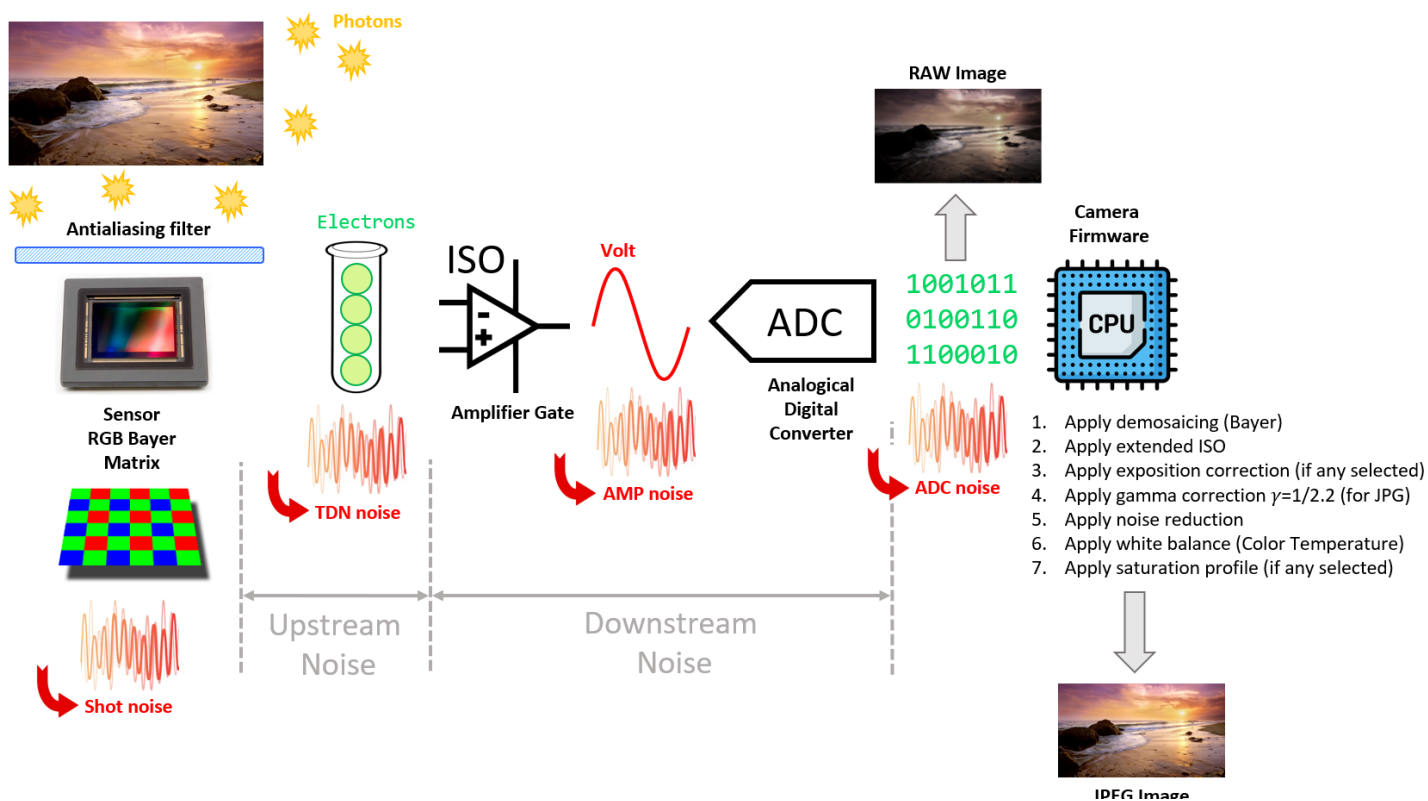 Photons
Antialiasing filter
Sensor
RGB Bayer
Matrix
Shot noise
Electrons
TDN noise
Upstream
Noise
ISO
Amplifier Gate
Volt
AMP noise
Downstream
Noise
ADC
Analogical
Digital
Converter
RAW Image
1001011
0100110
1100010
ADC noise
Camera
Firmware
CPU
1. Apply demosaicing (Bayer)
2. Apply extended ISO
3. Apply exposition correction (if any selected)
4. Apply gamma correction γ=1/2.2 (for JPG)
5. Apply noise reduction
6. Apply white balance (Color Temperature)
7. Apply saturation profile (if any selected)
JPEG Image